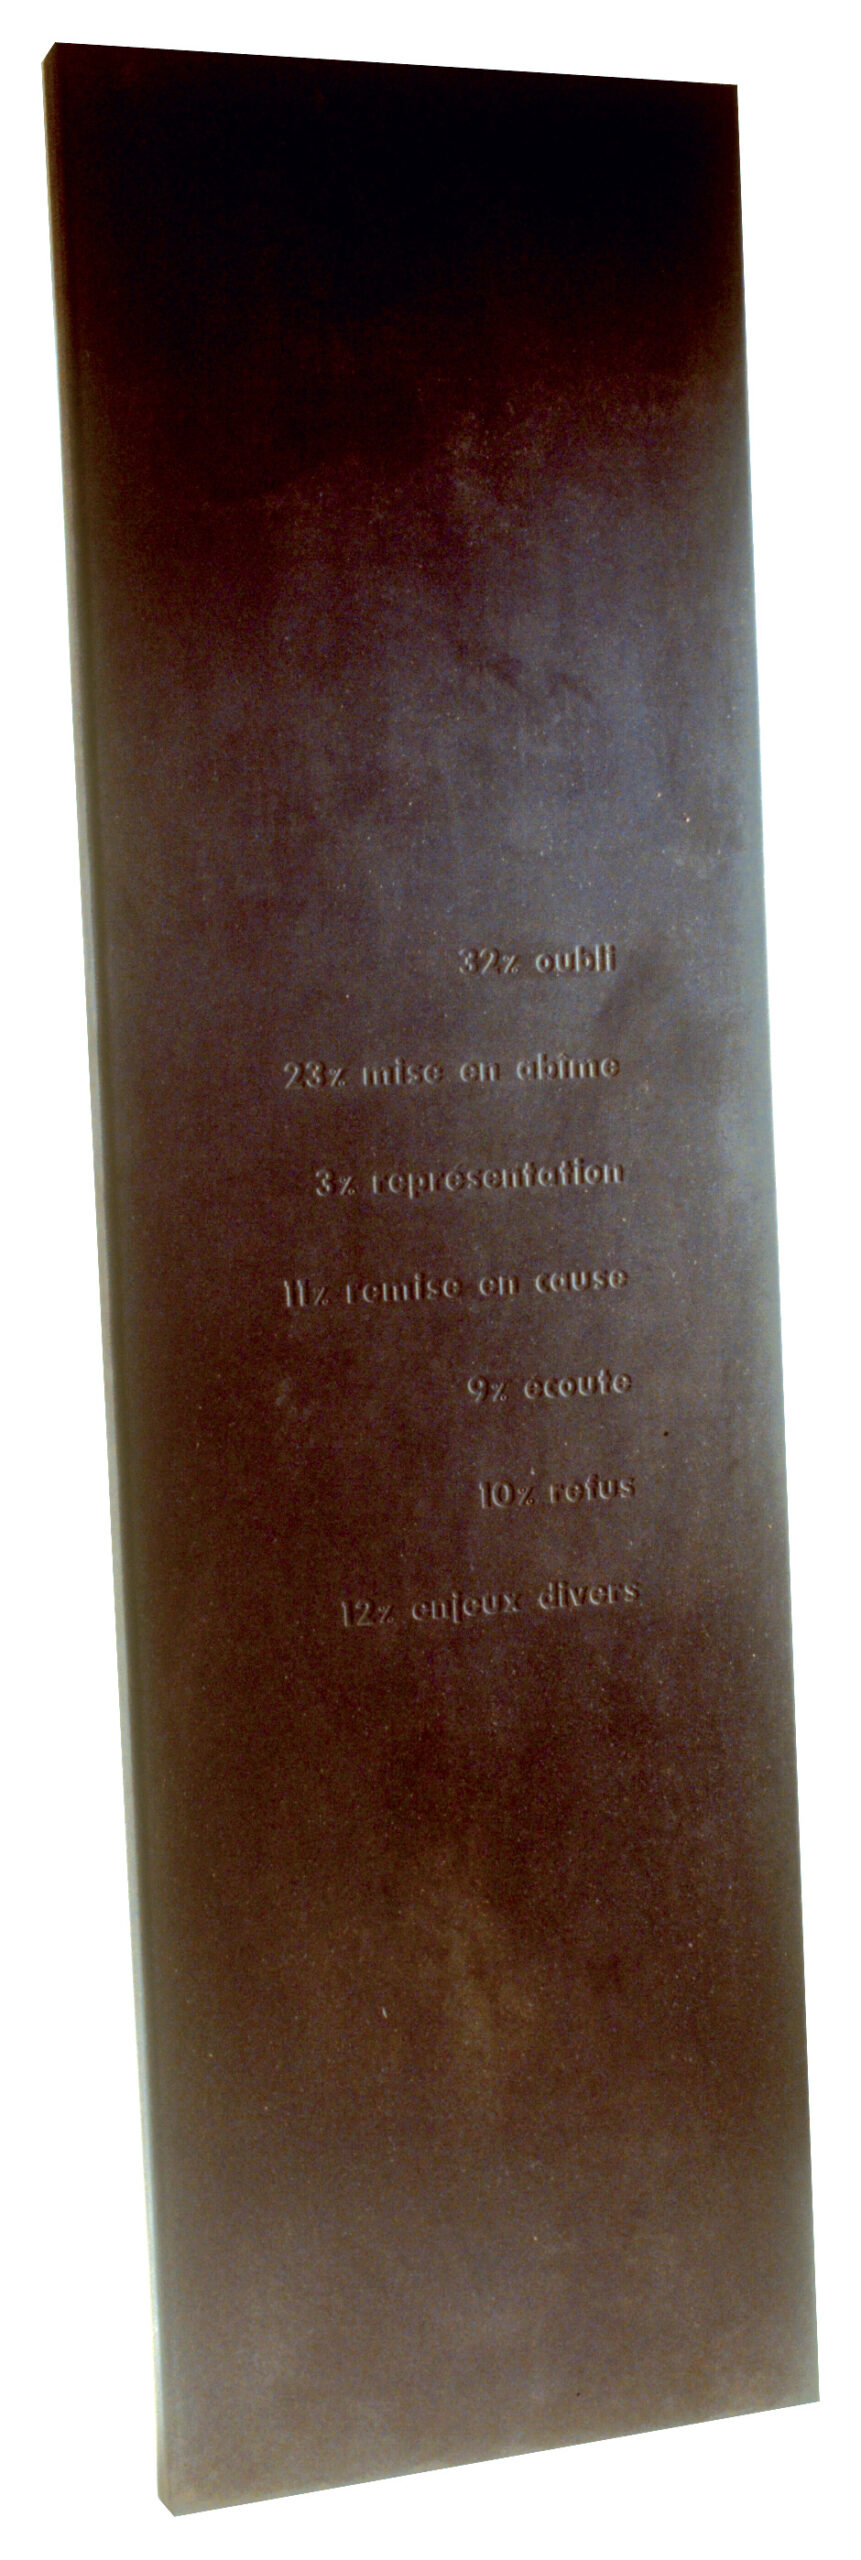 32% oubli
23% mise en abîme
3% représentation
11% remise en cause
9% écoute
10% refus
12% enjeux divers